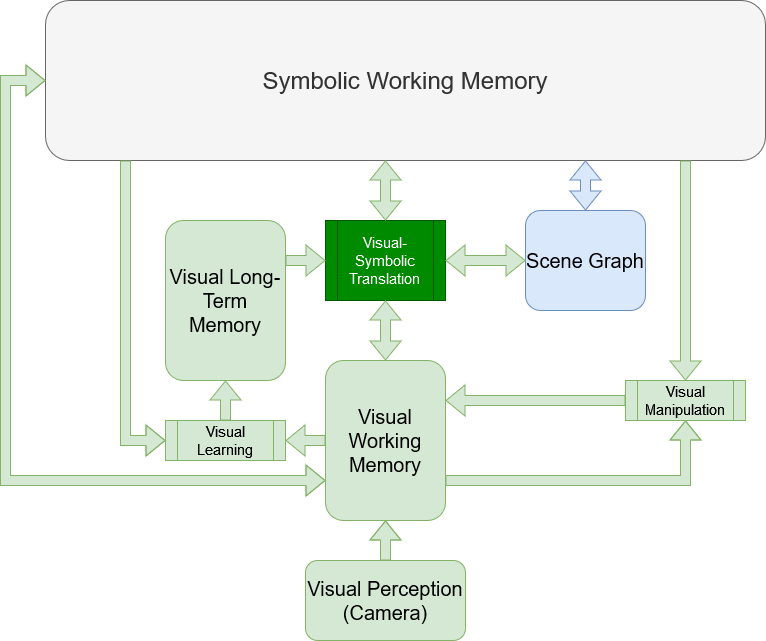 Symbolic Working Memory
Visual-
Symbolic
Translation
Scene Graph
Visual Long-
Term
Memory
Visual
Manipulation
Visual
Working
Memory
Visual
Learning
Visual Perception
(Camera)